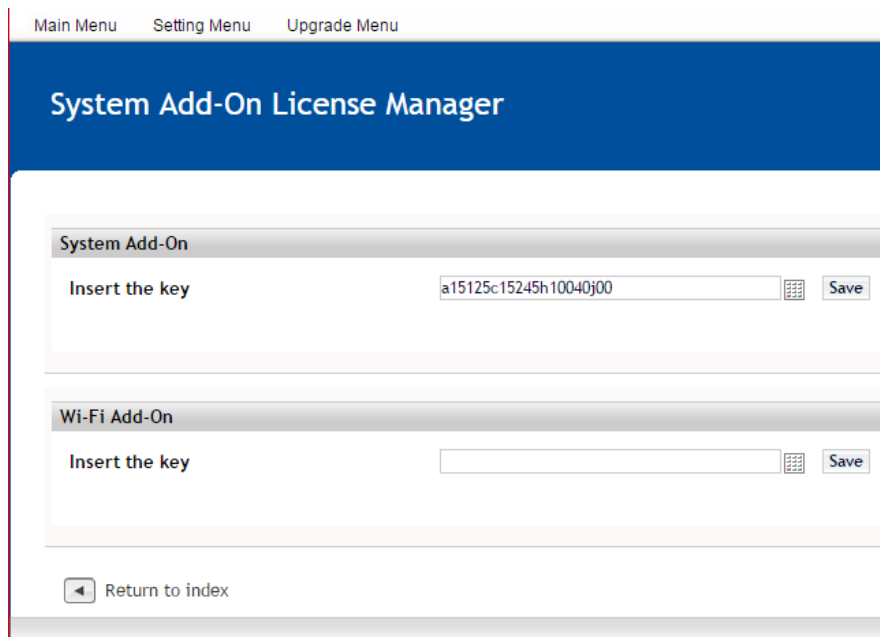 Main Menu Setting Menu Upgrade Menu
System Add-On License Manager
System Add-On
Insert the key a15125c15245h10040j00 Save
Wi-Fi Add-On
Insert the key Save
Return to index